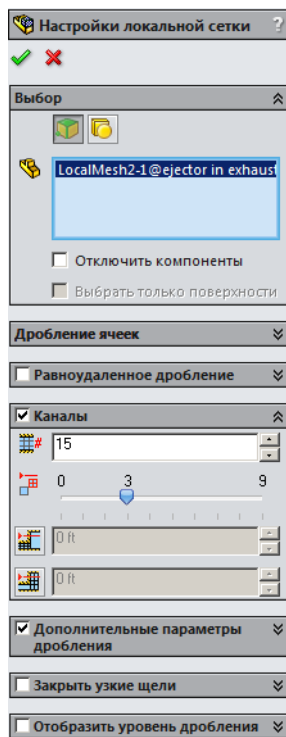 Настройки локальной сетки ?
Выбор
LocalMesh2-1@ejector in exhaust
Отключить компоненты
Выбрать только поверхности
Дробление ячеек
Равноудаленное дробление
Каналы
#
15
0 3 9
0 ft
0 ft
Дополнительные параметры
дробления
Закрыть узкие щели
Отобразить уровень дробления